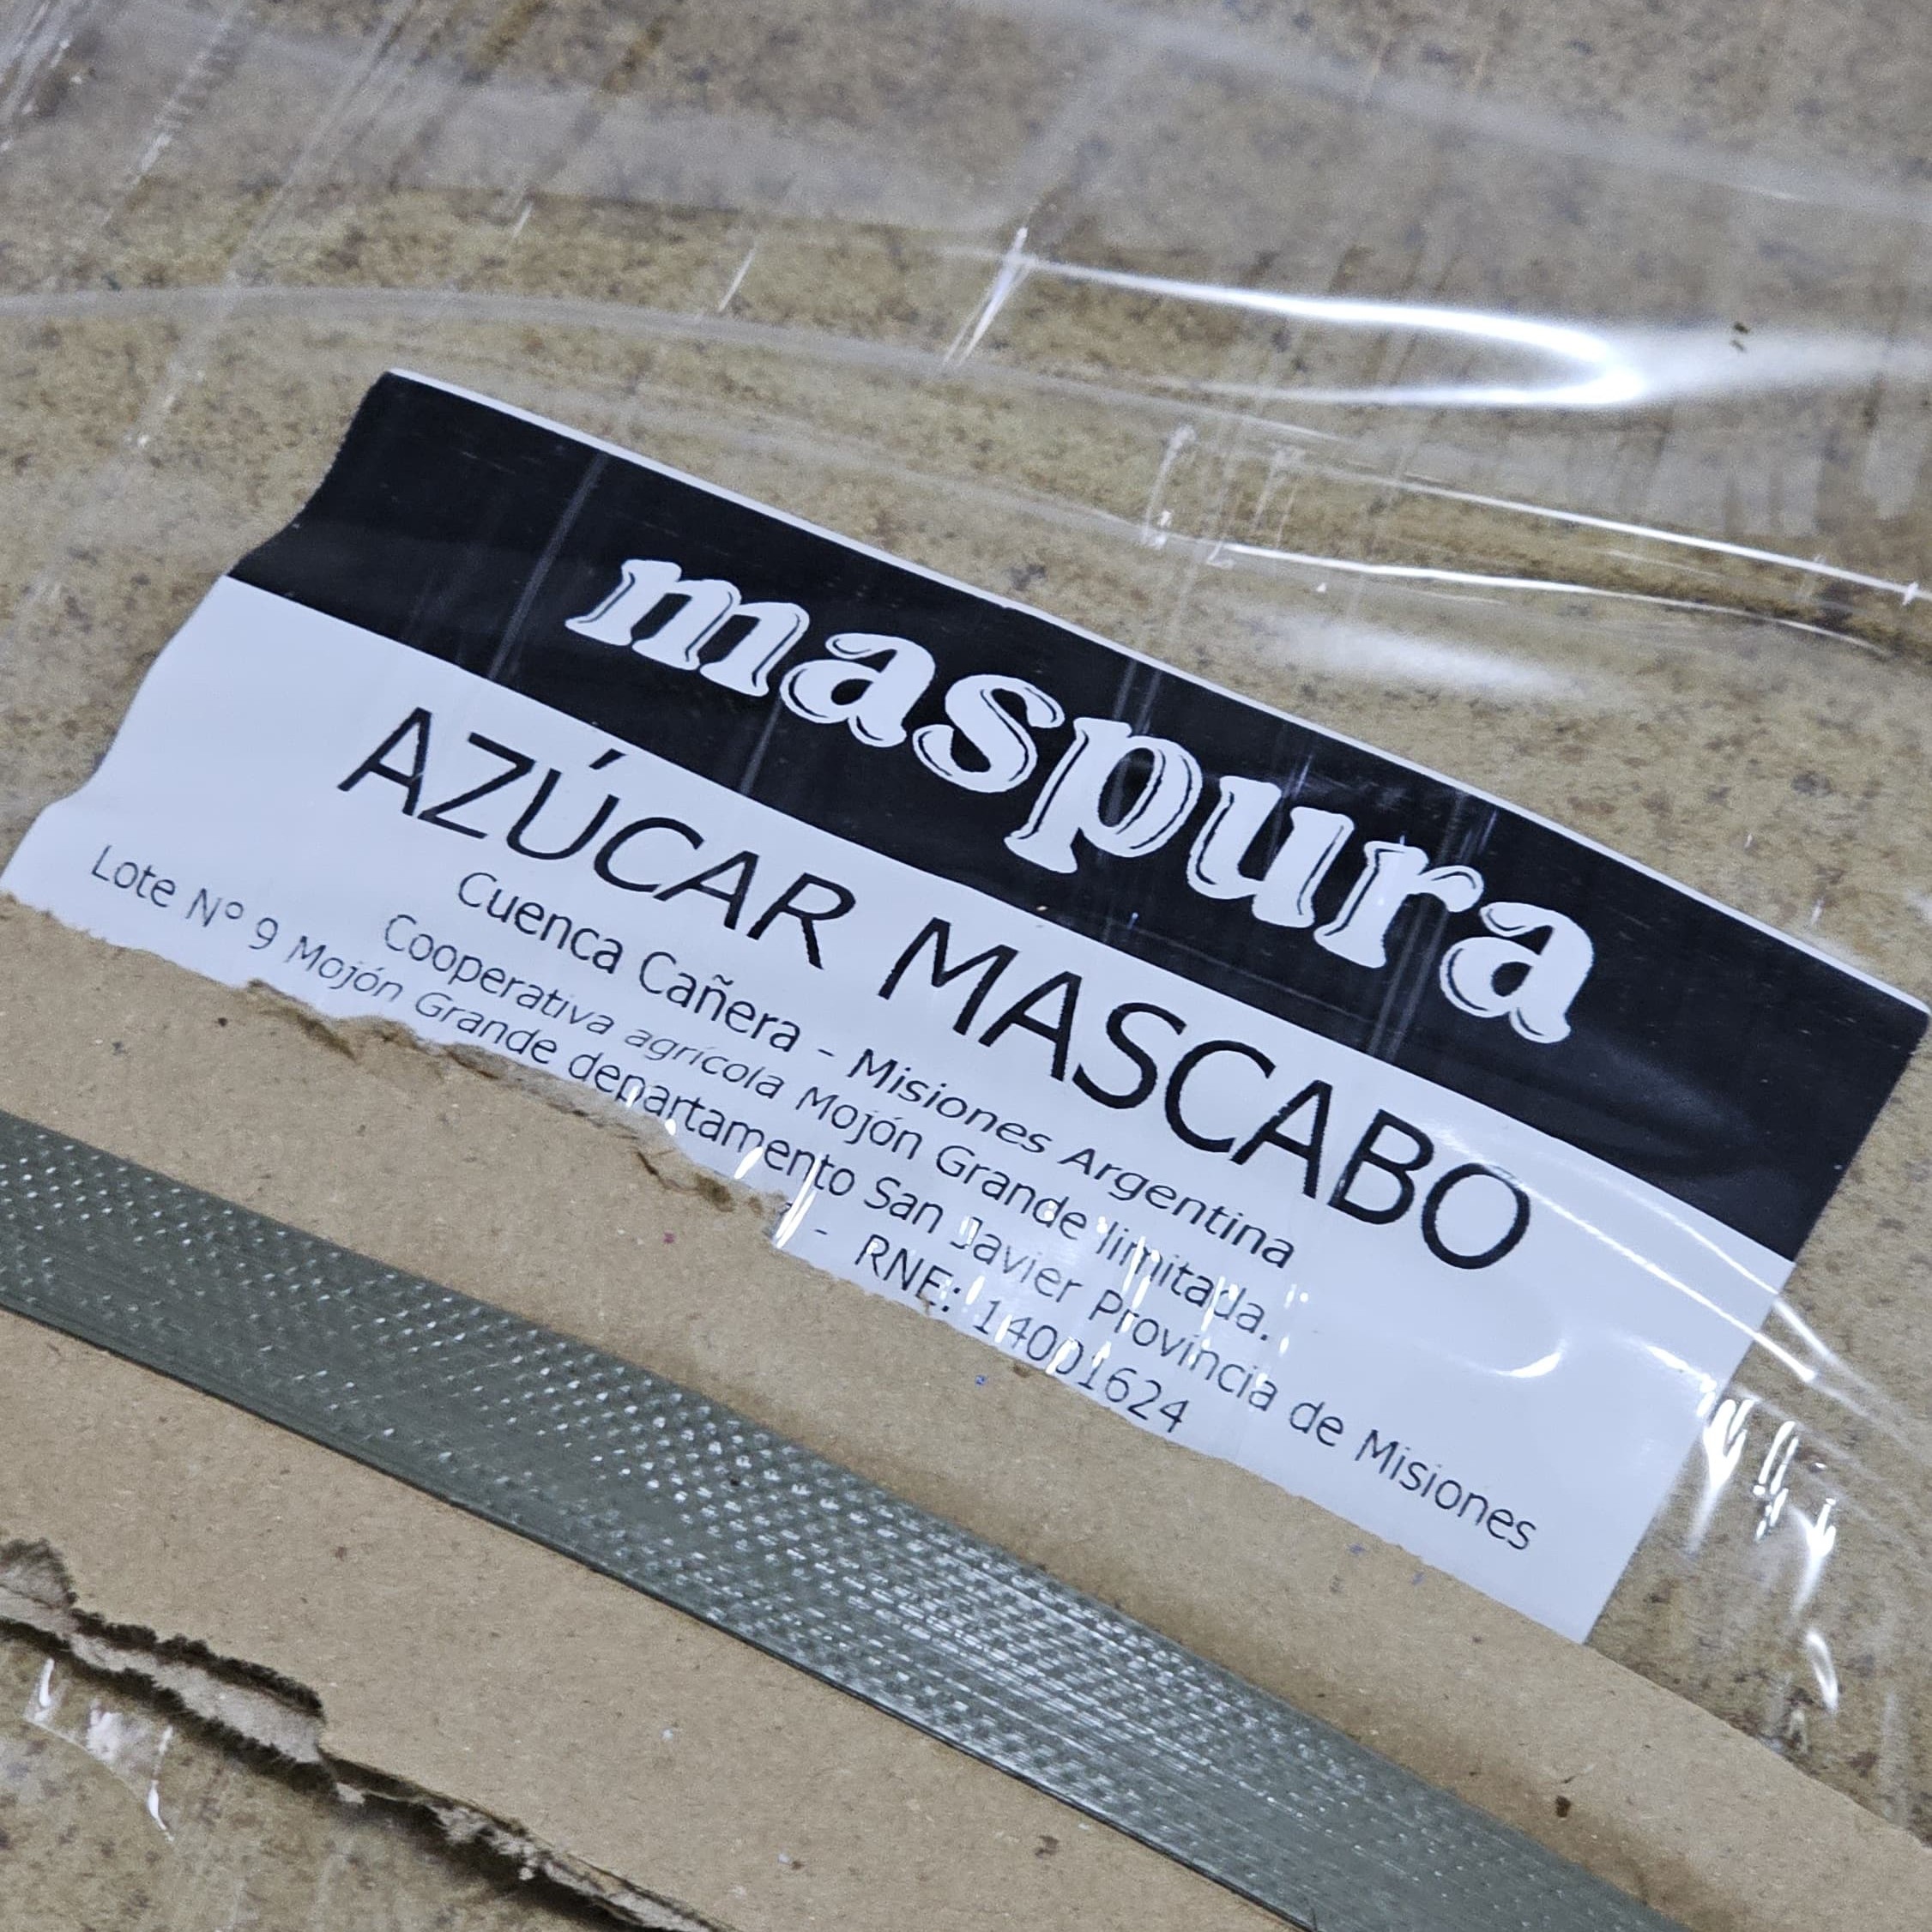 maspura
AZÚCAR MASCABO
Cuenca Cañera - Misiones Argentina
Cooperativa agrícola Mojón Grande limitada.
Lote Nº 9 Mojón Grande departamento San Javier Provincia de Misiones
- RNE: 14001624